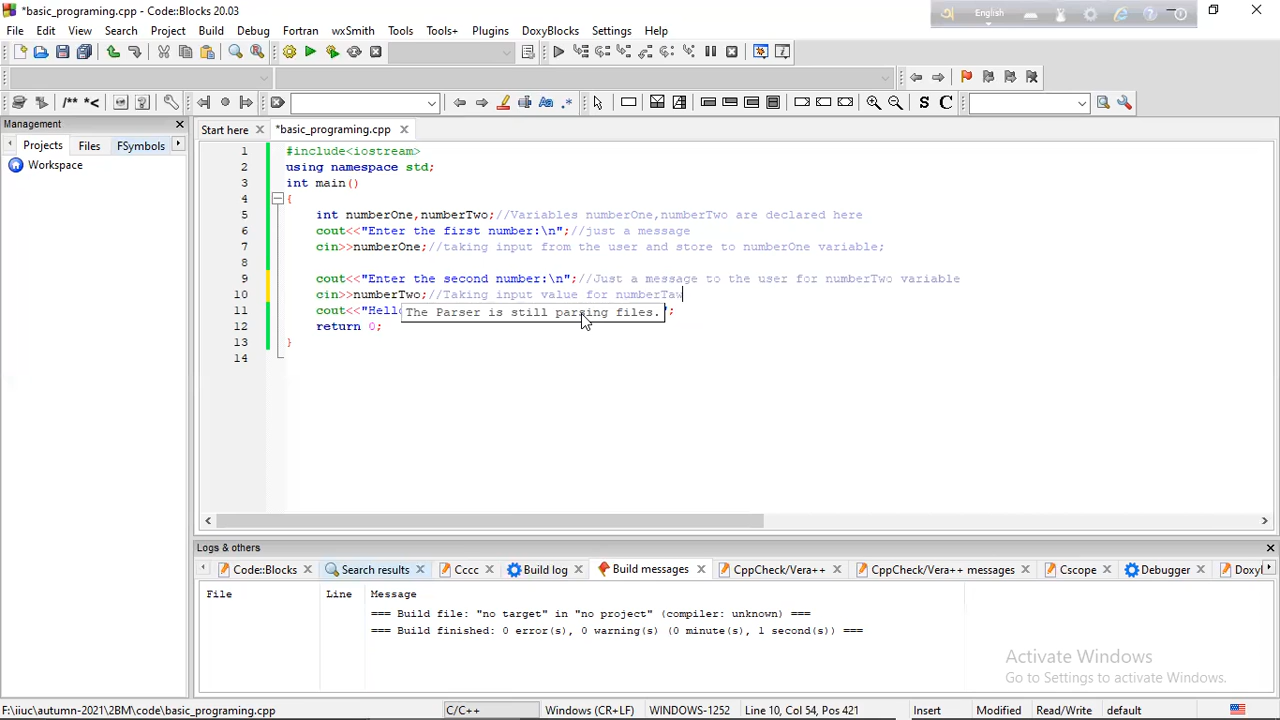 *basic_programing.cpp - Code::Blocks 20.03
English
File Edit View Search Project Build Debug Fortran wxSmith Tools Tools+ Plugins DoxyBlocks Settings Help
/** *<
Aa .*
S C
Management
Start here
*basic_programing.cpp
Projects Files FSymbols
Workspace
1 #include<iostream>
2 using namespace std;
3 int main()
4 {
5 int numberOne,numberTwo;//Variables numberOne,numberTwo are declared here
6 cout<<"Enter the first number:\n";//just a message
7 cin>>numberOne;//taking input from the user and store to numberOne variable;
8
9 cout<<"Enter the second number:\n";//Just a message to the user for numberTwo variable
10 cin>>numberTwo;//Taking input value for numberTaw
11 cout<<"Hell ";
The Parser is still parsing files.
12 return 0;
13 }
14
Logs & others
Code::Blocks Search results Cccc Build log Build messages CppCheck/Vera++ CppCheck/Vera++ messages Cscope Debugger Doxy
File Line Message
=== Build file: "no target" in "no project" (compiler: unknown) ===
=== Build finished: 0 error(s), 0 warning(s) (0 minute(s), 1 second(s)) ===
Activate Windows
Go to Settings to activate Windows.
F:\iiuc\autumn-2021\2BM\code\basic_programing.cpp C/C++ Windows (CR+LF) WINDOWS-1252 Line 10, Col 54, Pos 421 Insert Modified Read/Write default